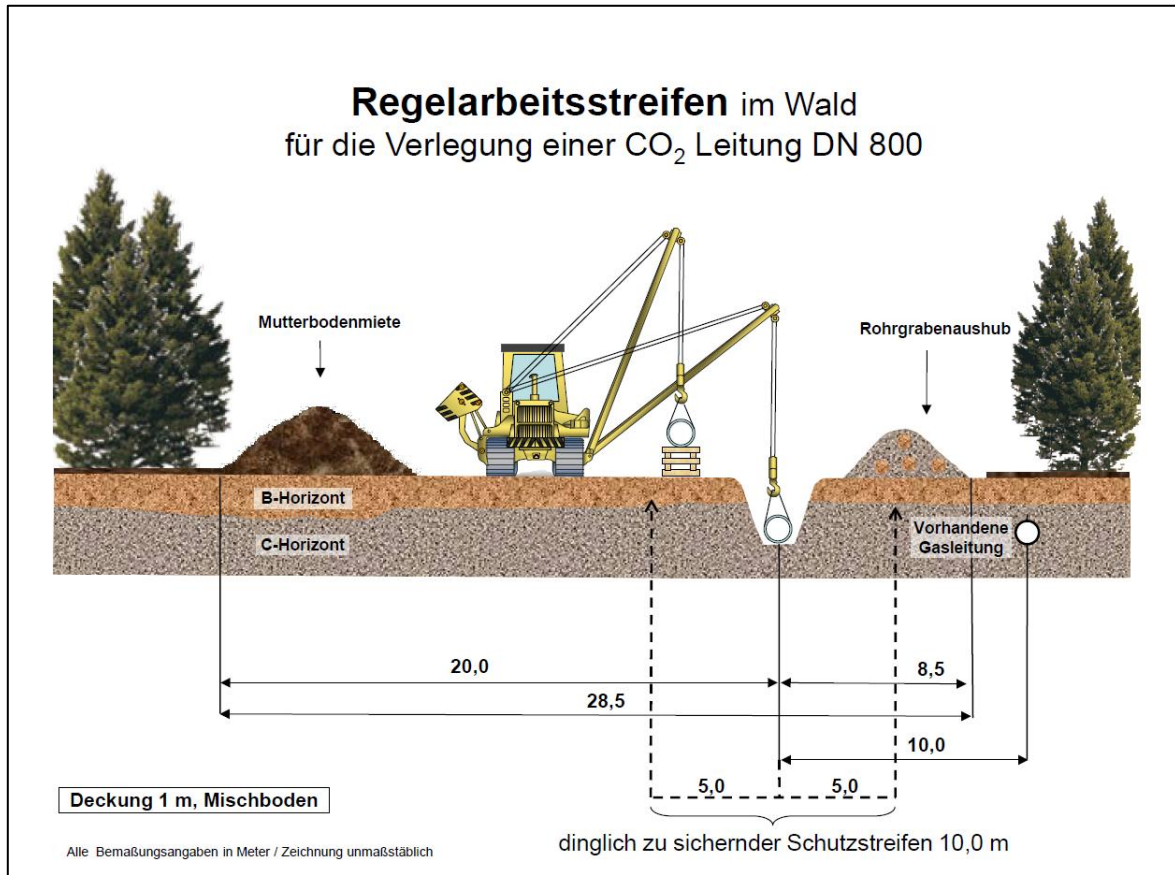 Regelarbeitsstreifen im Wald
für die Verlegung einer CO₂ Leitung DN 800
Mutterbodenmiete
Rohrgrabenaushub
B-Horizont
C-Horizont
Vorhandene
Gasleitung
20,0
8,5
28,5
10,0
5,0
5,0
Deckung 1 m, Mischboden
dinglich zu sichernder Schutzstreifen 10,0 m
Alle Bemaßungsangaben in Meter / Zeichnung unmaßstäblich